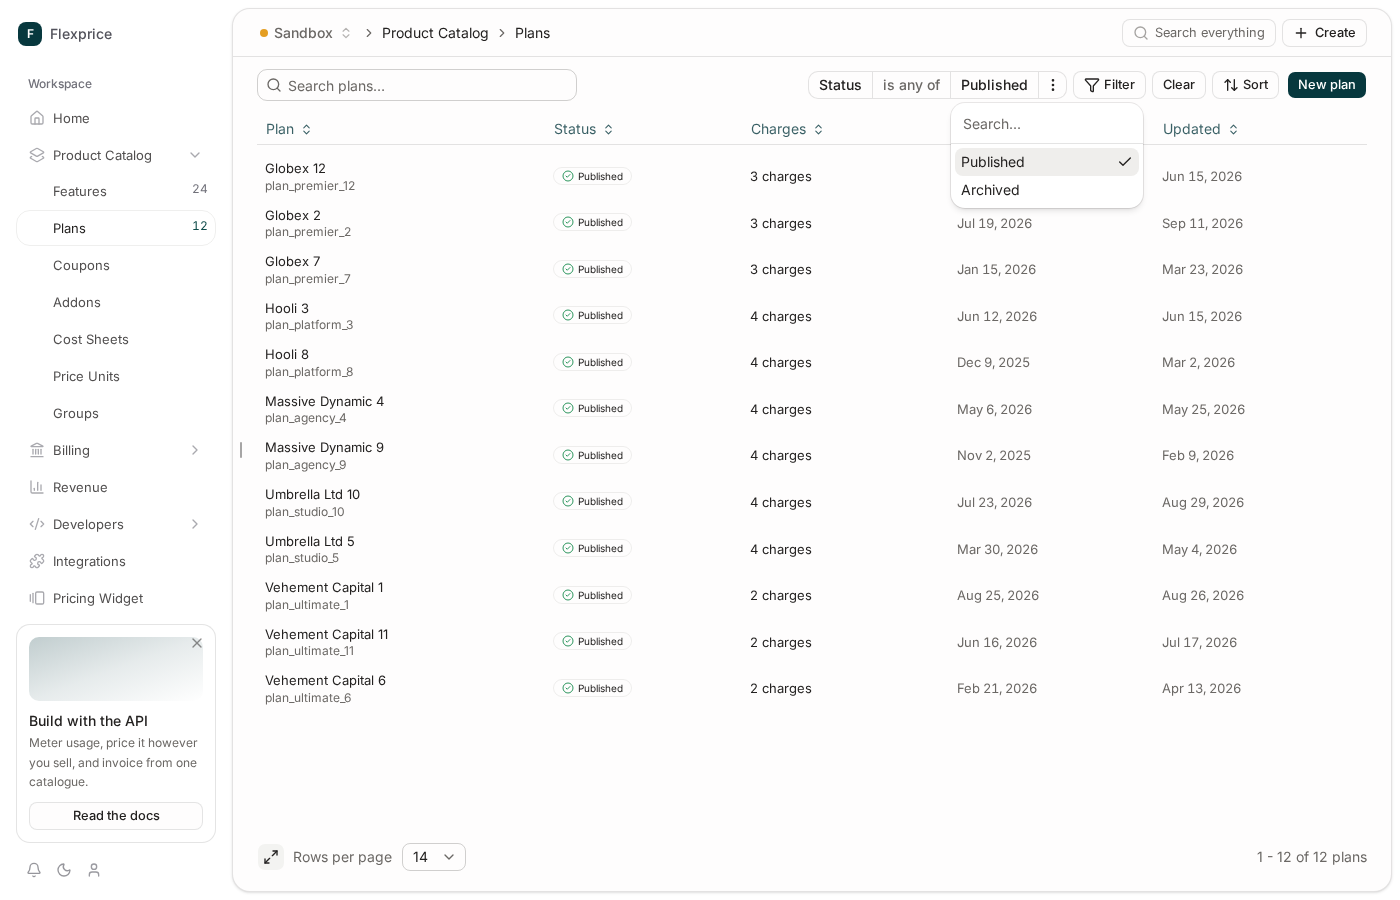 F Flexprice
Sandbox Product Catalog Plans
Search everything
Create
Workspace
Home
Product Catalog
Features 24
Plans 12
Coupons
Addons
Cost Sheets
Price Units
Groups
Billing
Revenue
Developers
Integrations
Pricing Widget
Build with the API
Meter usage, price it however
you sell, and invoice from one
catalogue.
Read the docs
Search plans...
Status is any of Published
Filter
Clear
Sort
New plan
Search...
Published
Archived
Plan Status Charges Updated
Globex 12 Published 3 charges Jun 15, 2026
plan_premier_12
Globex 2 Published 3 charges Jul 19, 2026 Sep 11, 2026
plan_premier_2
Globex 7 Published 3 charges Jan 15, 2026 Mar 23, 2026
plan_premier_7
Hooli 3 Published 4 charges Jun 12, 2026 Jun 15, 2026
plan_platform_3
Hooli 8 Published 4 charges Dec 9, 2025 Mar 2, 2026
plan_platform_8
Massive Dynamic 4 Published 4 charges May 6, 2026 May 25, 2026
plan_agency_4
Massive Dynamic 9 Published 4 charges Nov 2, 2025 Feb 9, 2026
plan_agency_9
Umbrella Ltd 10 Published 4 charges Jul 23, 2026 Aug 29, 2026
plan_studio_10
Umbrella Ltd 5 Published 4 charges Mar 30, 2026 May 4, 2026
plan_studio_5
Vehement Capital 1 Published 2 charges Aug 25, 2026 Aug 26, 2026
plan_ultimate_1
Vehement Capital 11 Published 2 charges Jun 16, 2026 Jul 17, 2026
plan_ultimate_11
Vehement Capital 6 Published 2 charges Feb 21, 2026 Apr 13, 2026
plan_ultimate_6
Rows per page 14
1 - 12 of 12 plans